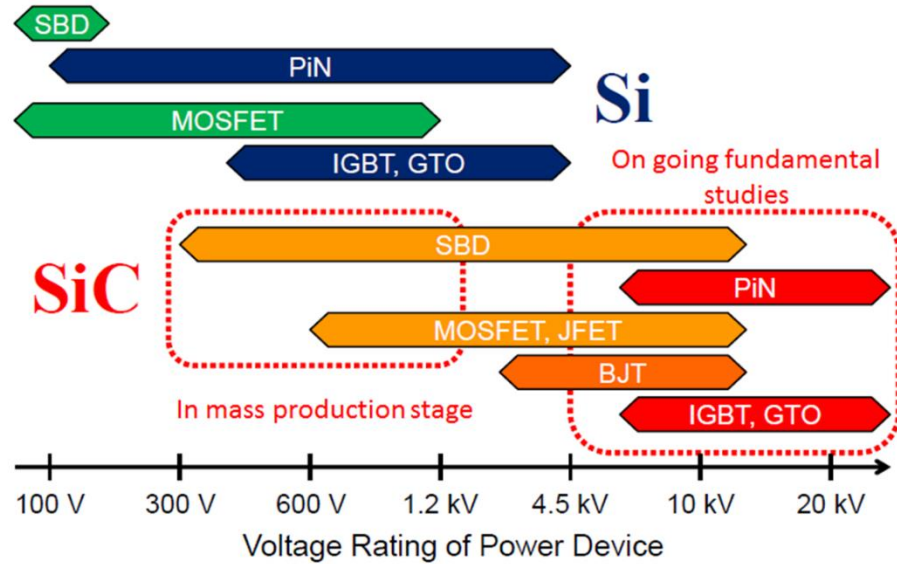 SBD
PiN
Si
MOSFET
IGBT, GTO
On going fundamental
studies
SBD
SiC
PiN
MOSFET, JFET
BJT
In mass production stage
IGBT, GTO
100 V 300 V 600 V 1.2 kV 4.5 kV 10 kV 20 kV
Voltage Rating of Power Device